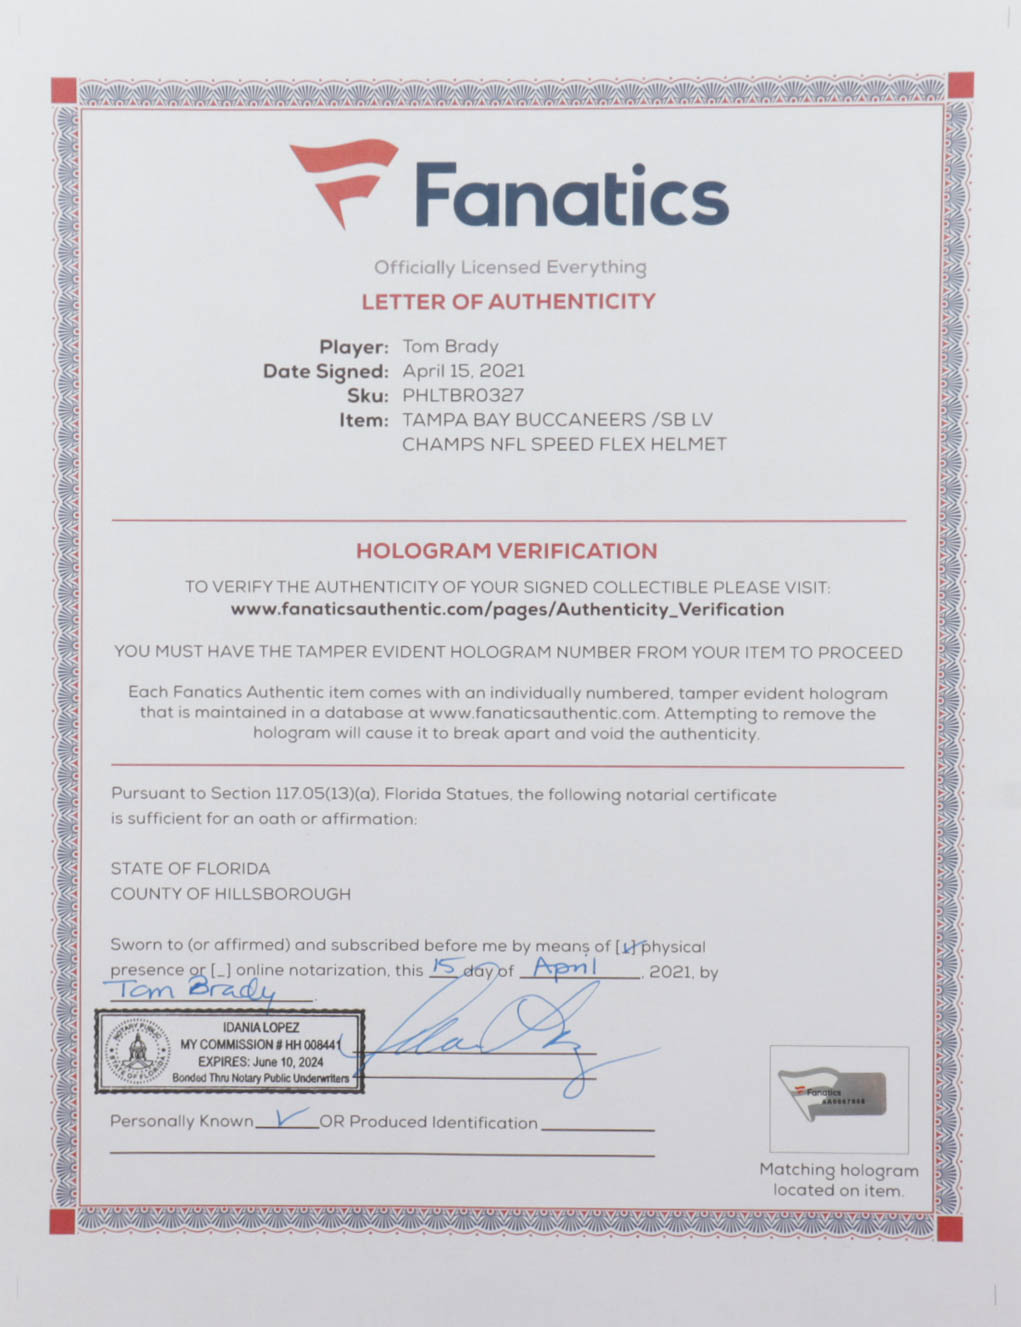 Fanatics
Officially Licensed Everything
LETTER OF AUTHENTICITY
Player: Tom Brady
Date Signed: April 15, 2021
Sku: PHLTBR0327
Item: TAMPA BAY BUCCANEERS /SB LV
CHAMPS NFL SPEED FLEX HELMET
HOLOGRAM VERIFICATION
TO VERIFY THE AUTHENTICITY OF YOUR SIGNED COLLECTIBLE PLEASE VISIT:
www.fanaticsauthentic.com/pages/Authenticity_Verification
YOU MUST HAVE THE TAMPER EVIDENT HOLOGRAM NUMBER FROM YOUR ITEM TO PROCEED
Each Fanatics Authentic item comes with an individually numbered, tamper evident hologram
that is maintained in a database at www.fanaticsauthentic.com. Attempting to remove the
hologram will cause it to break apart and void the authenticity.
Pursuant to Section 117.05(13)(a), Florida Statues, the following notarial certificate
is sufficient for an oath or affirmation:
STATE OF FLORIDA
COUNTY OF HILLSBOROUGH
Sworn to (or affirmed) and subscribed before me by means of [✓] physical
presence or [_] online notarization, this 15 day of April, 2021, by
Tom Brady.
NOTARY PUBLIC
STATE OF FLORIDA
IDANIA LOPEZ
MY COMMISSION # HH 008441
EXPIRES: June 10, 2024
Bonded Thru Notary Public Underwriters
Personally Known ✓ OR Produced Identification
Fanatics
Matching hologram
located on item.